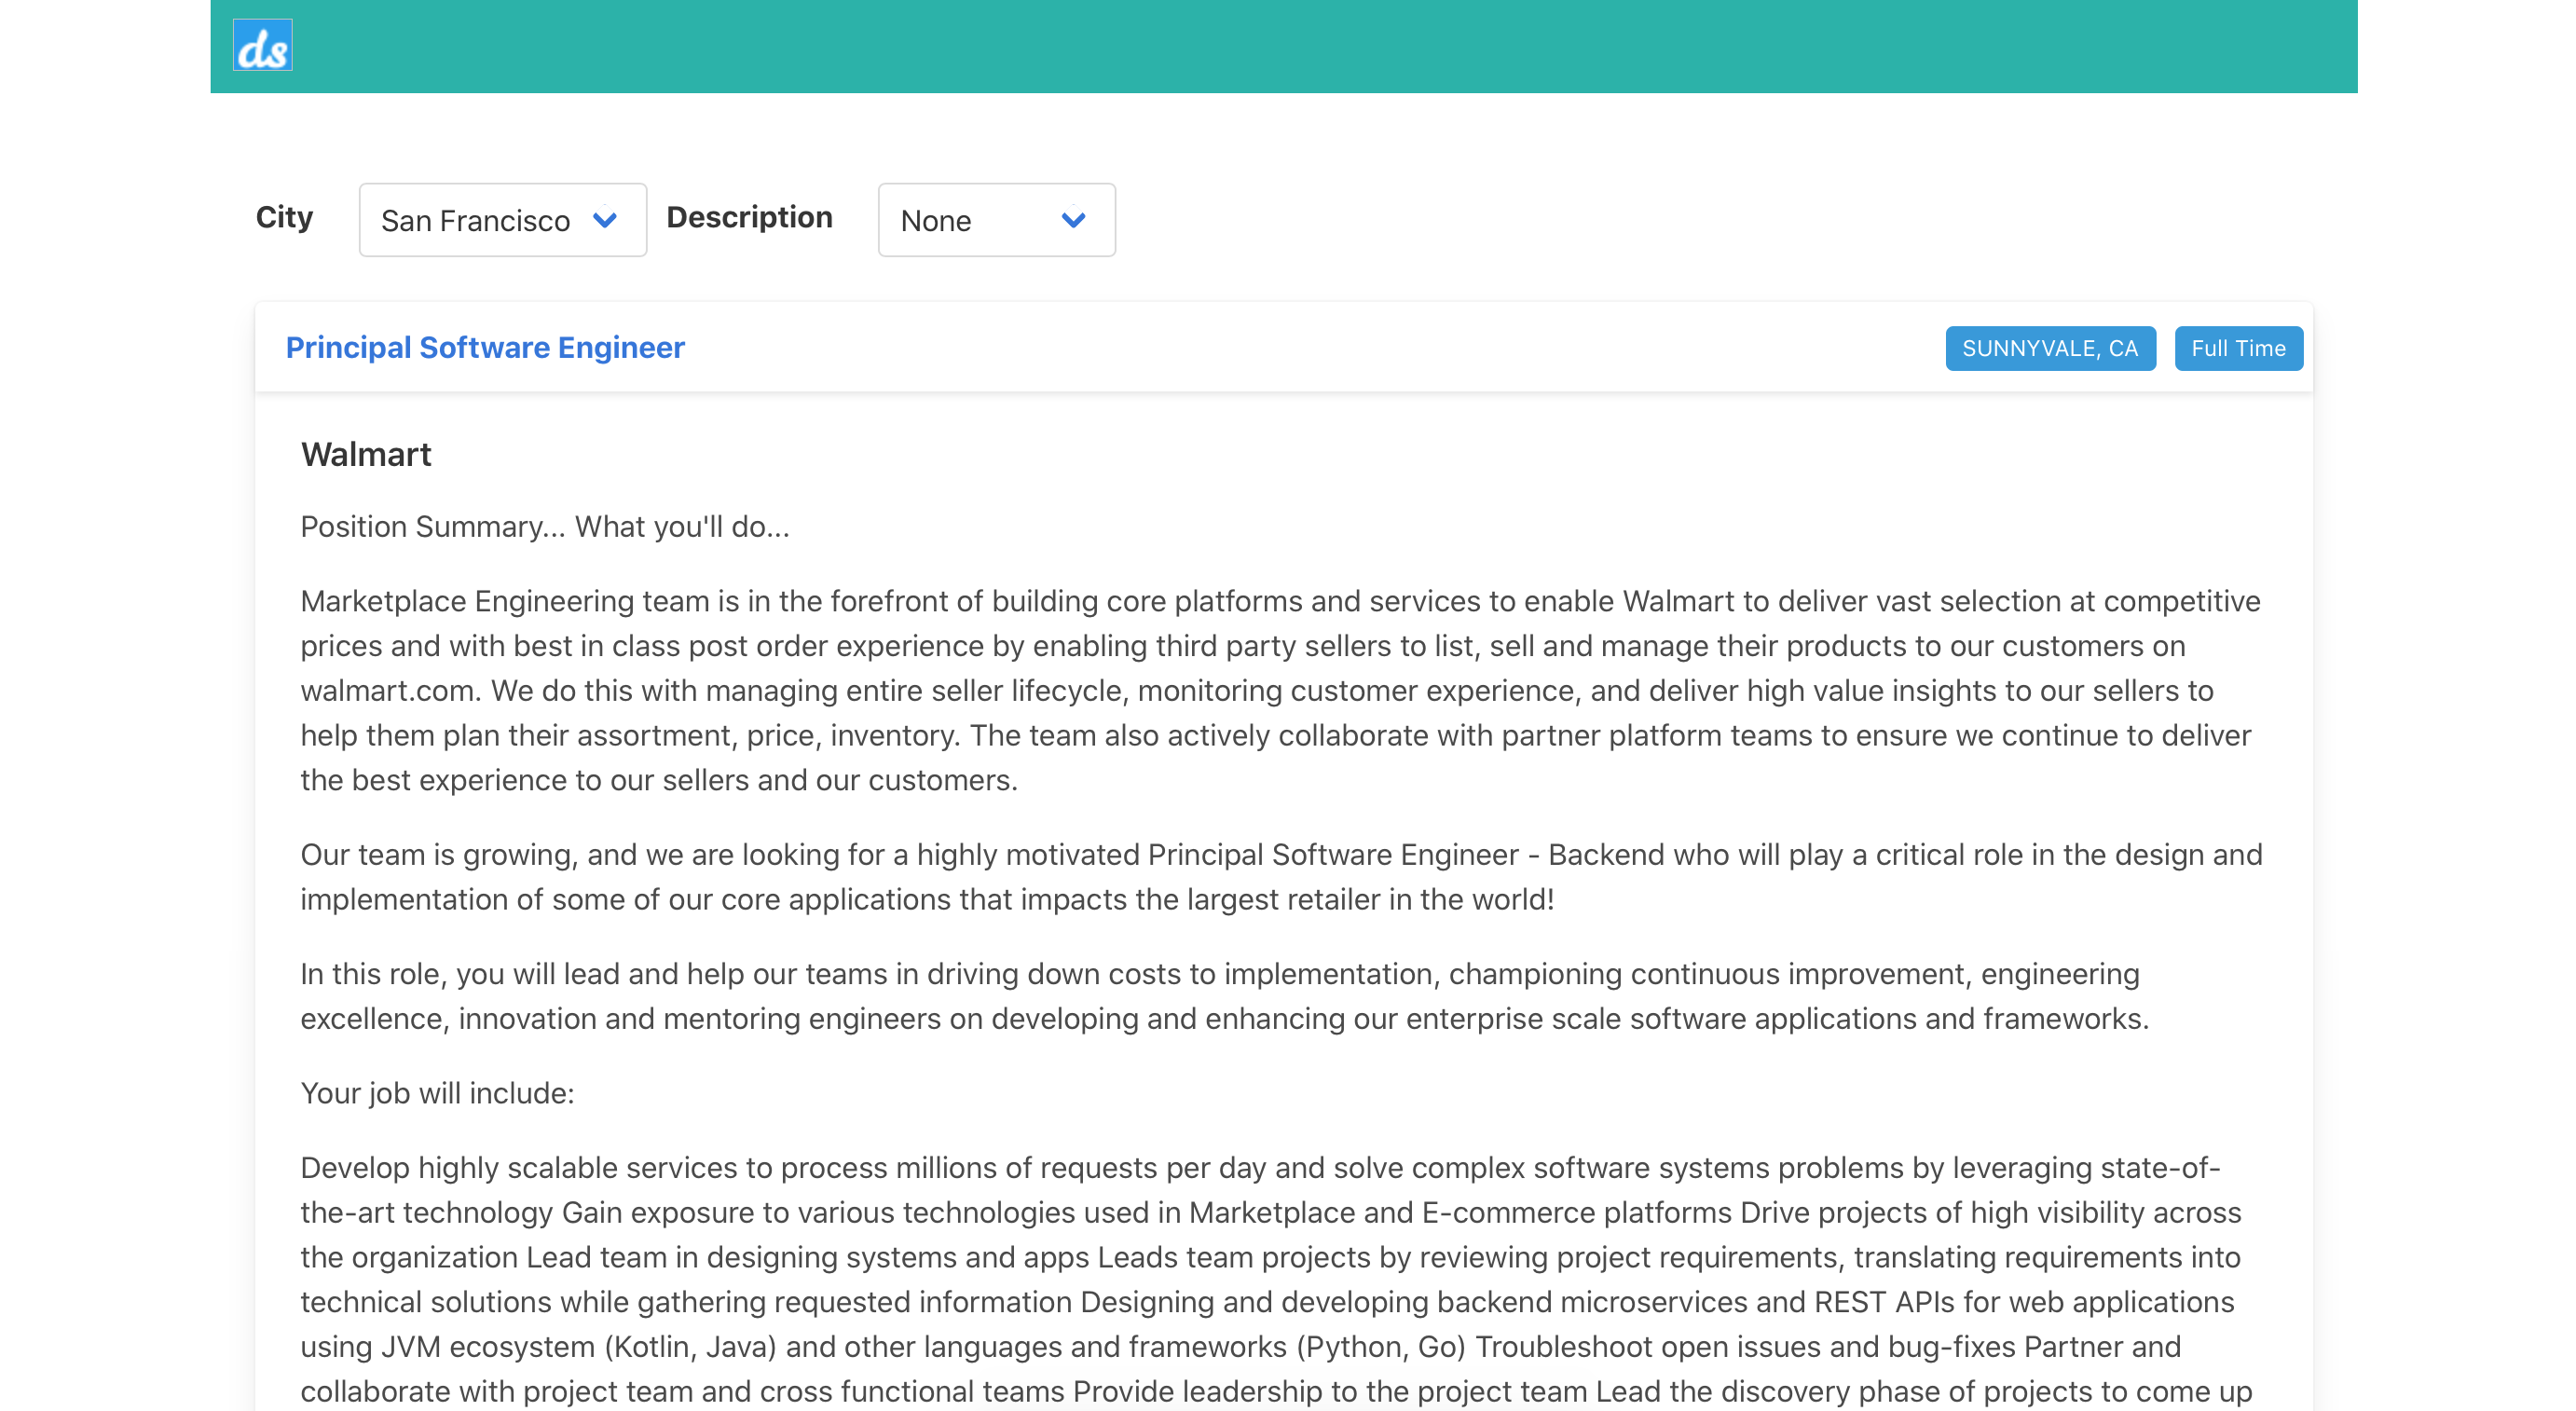 ds
City
San Francisco
Description
None
Principal Software Engineer
SUNNYVALE, CA
Full Time
Walmart
Position Summary... What you'll do...
Marketplace Engineering team is in the forefront of building core platforms and services to enable Walmart to deliver vast selection at competitive
prices and with best in class post order experience by enabling third party sellers to list, sell and manage their products to our customers on
walmart.com. We do this with managing entire seller lifecycle, monitoring customer experience, and deliver high value insights to our sellers to
help them plan their assortment, price, inventory. The team also actively collaborate with partner platform teams to ensure we continue to deliver
the best experience to our sellers and our customers.
Our team is growing, and we are looking for a highly motivated Principal Software Engineer - Backend who will play a critical role in the design and
implementation of some of our core applications that impacts the largest retailer in the world!
In this role, you will lead and help our teams in driving down costs to implementation, championing continuous improvement, engineering
excellence, innovation and mentoring engineers on developing and enhancing our enterprise scale software applications and frameworks.
Your job will include:
Develop highly scalable services to process millions of requests per day and solve complex software systems problems by leveraging state-of-
the-art technology Gain exposure to various technologies used in Marketplace and E-commerce platforms Drive projects of high visibility across
the organization Lead team in designing systems and apps Leads team projects by reviewing project requirements, translating requirements into
technical solutions while gathering requested information Designing and developing backend microservices and REST APIs for web applications
using JVM ecosystem (Kotlin, Java) and other languages and frameworks (Python, Go) Troubleshoot open issues and bug-fixes Partner and
collaborate with project team and cross functional teams Provide leadership to the project team Lead the discovery phase of projects to come up